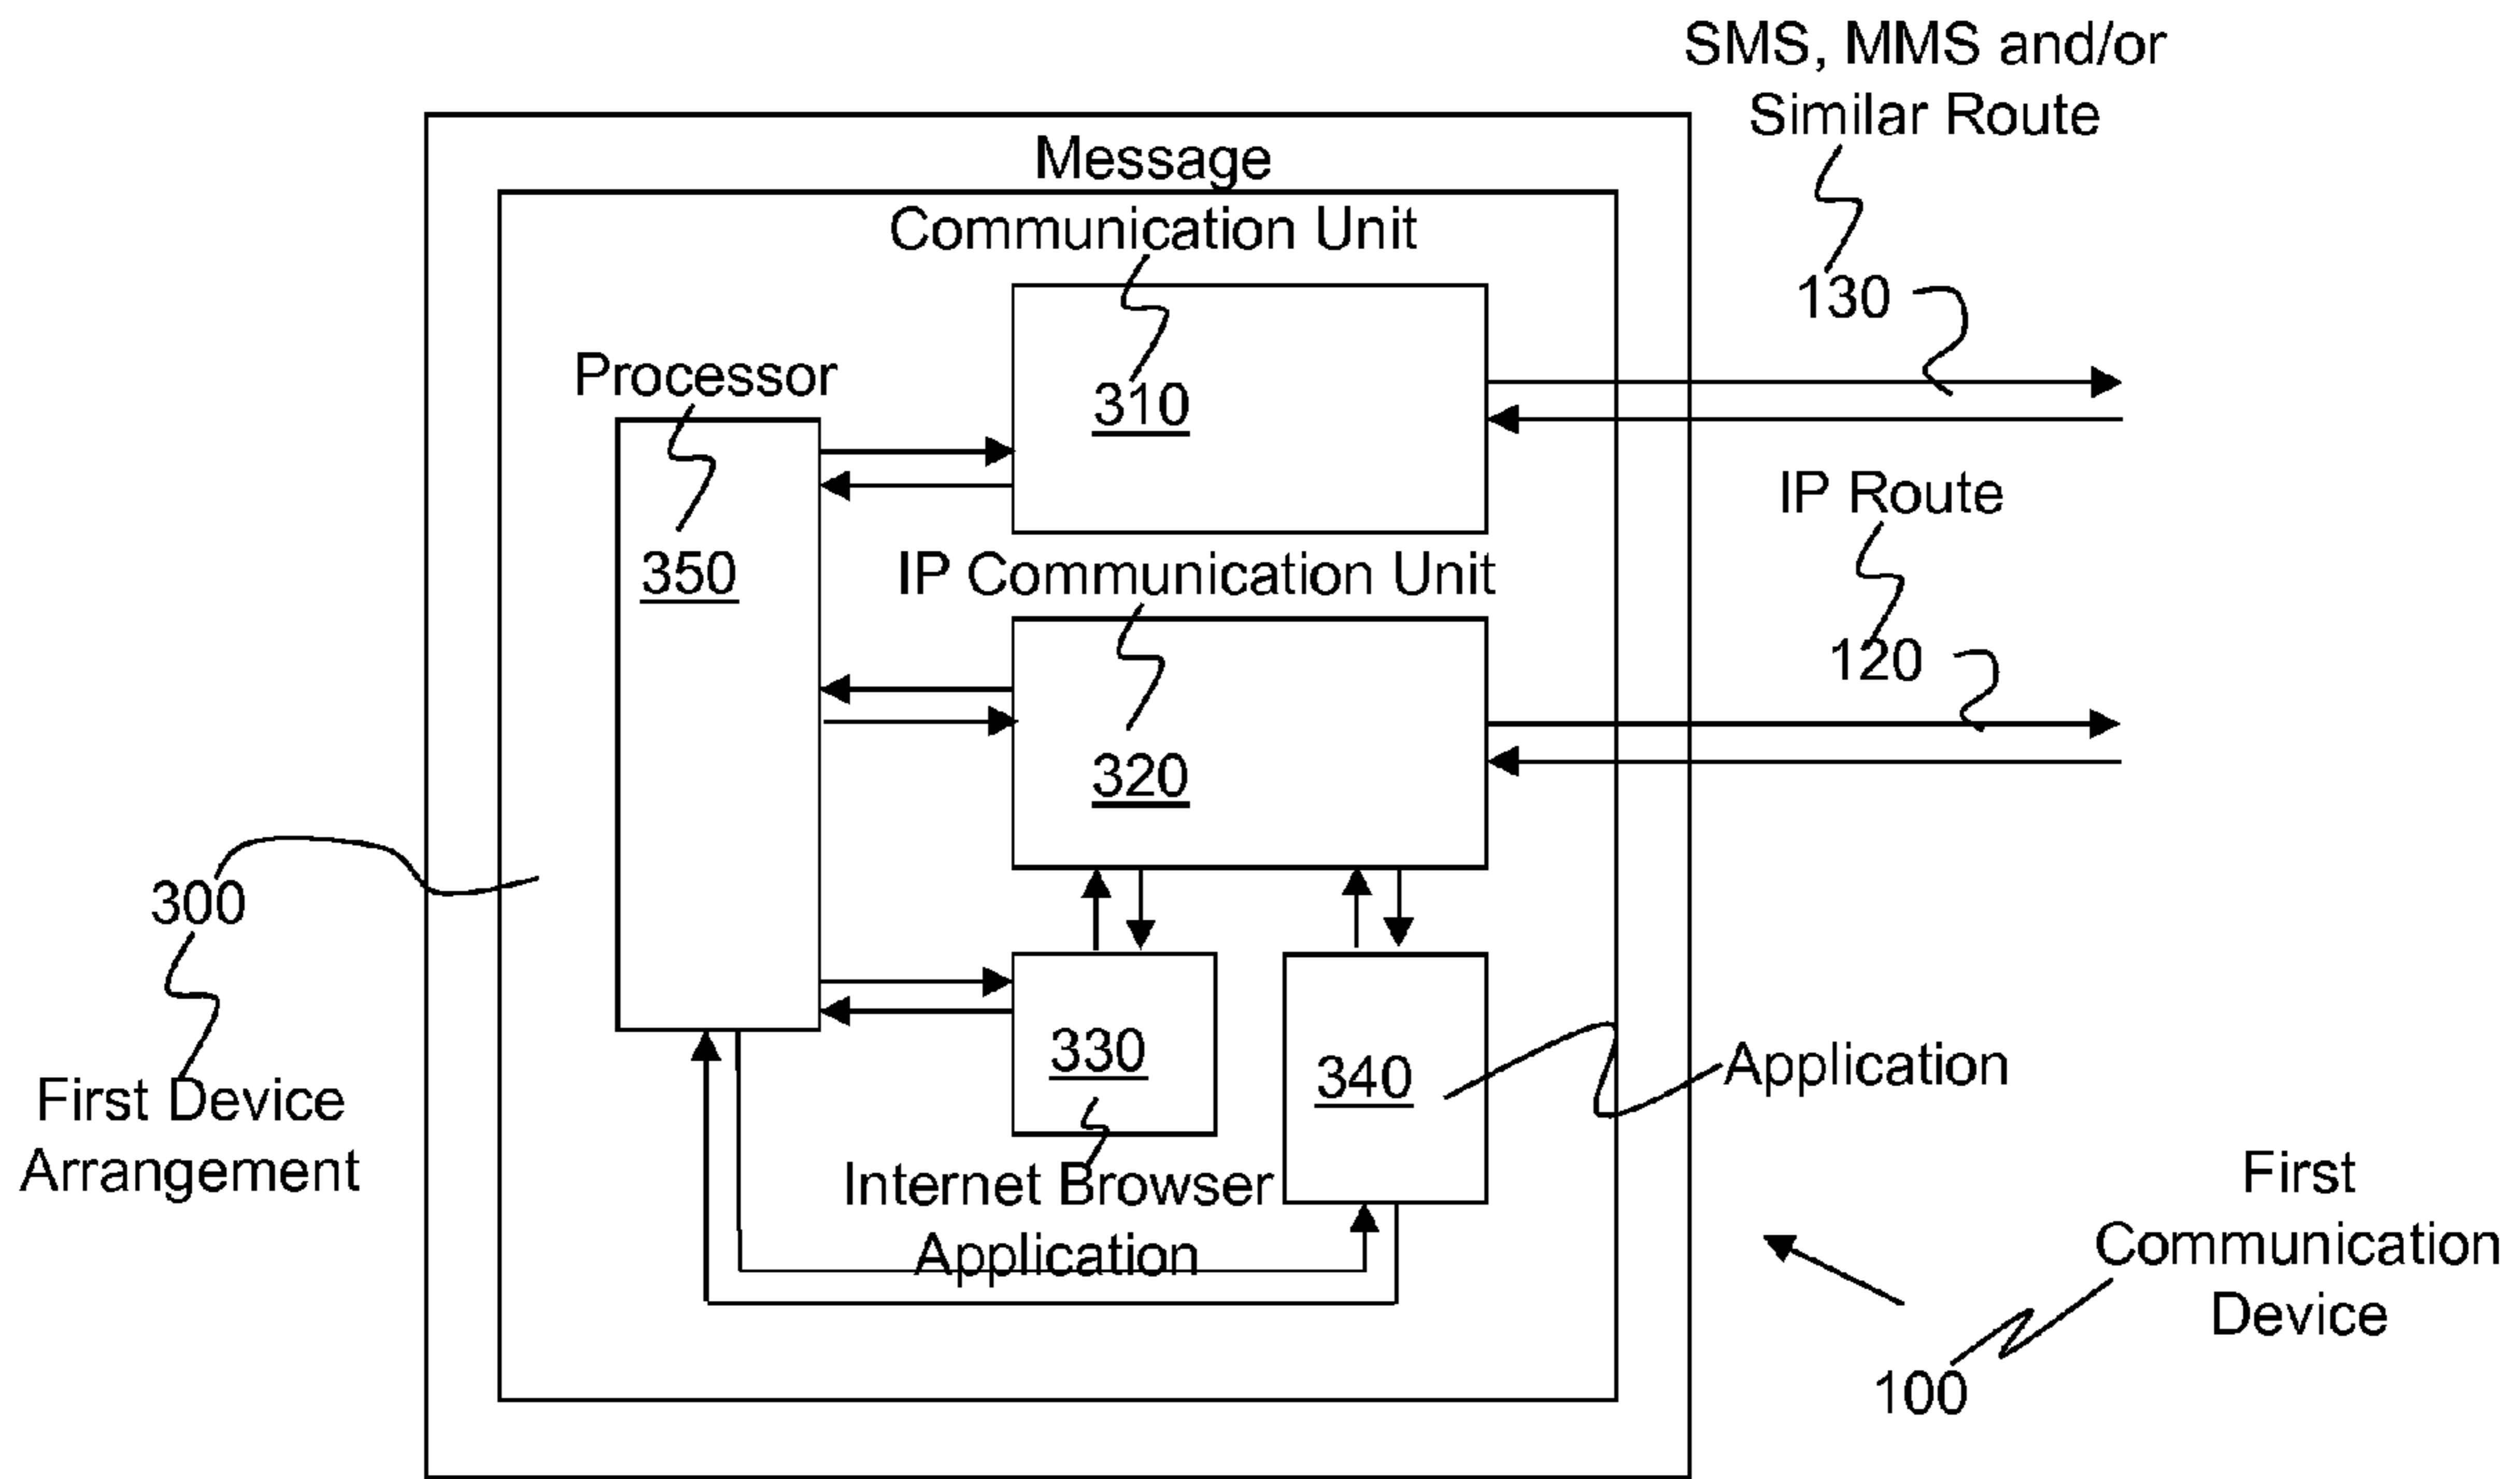 SMS, MMS and/or
Similar Route
130
Message
Communication Unit
310
Processor
350
IP Route
120
IP Communication Unit
320
300
First Device
Arrangement
330
Internet Browser
Application
340
Application
First
Communication
Device
100